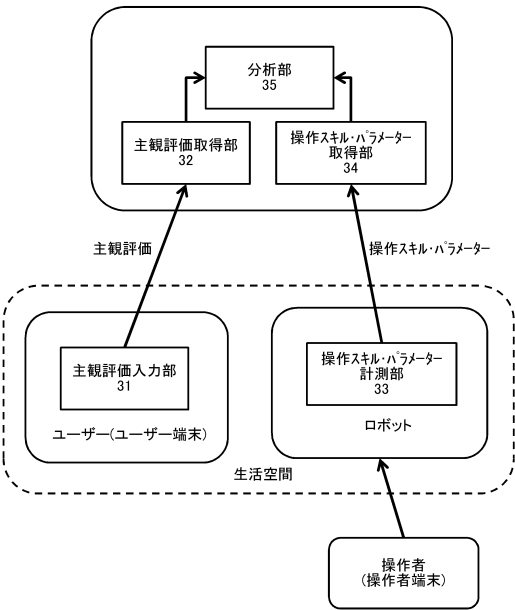 分析部
35
主観評価取得部
32
操作スキル・パラメーター
取得部
34
主観評価
操作スキル・パラメーター
主観評価入力部
31
操作スキル・パラメーター
計測部
33
ユーザー(ユーザー端末)
ロボット
生活空間
操作者
(操作者端末)